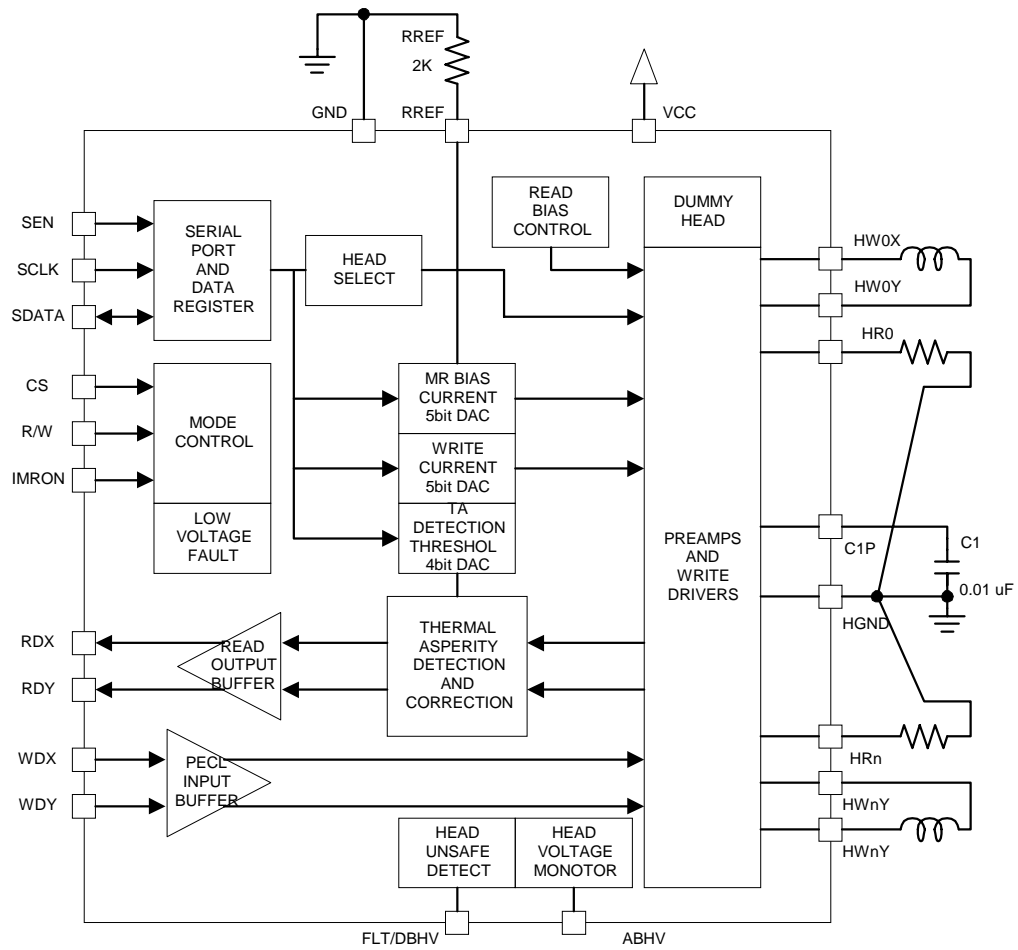 RREF
2K
GND
RREF
VCC
SEN
SCLK
SDATA
SERIAL
PORT
AND
DATA
REGISTER
HEAD
SELECT
READ
BIAS
CONTROL
DUMMY
HEAD
HW0X
HW0Y
HR0
CS
R/W
IMRON
MODE
CONTROL
LOW
VOLTAGE
FAULT
MR BIAS
CURRENT
5bit DAC
WRITE
CURRENT
5bit DAC
TA
DETECTION
THRESHOL
4bit DAC
PREAMPS
AND
WRITE
DRIVERS
C1P
C1
0.01 uF
HGND
RDX
RDY
READ
OUTPUT
BUFFER
THERMAL
ASPERITY
DETECTION
AND
CORRECTION
WDX
WDY
PECL
INPUT
BUFFER
HRn
HWnY
HWnY
HEAD
UNSAFE
DETECT
HEAD
VOLTAGE
MONOTOR
FLT/DBHV
ABHV